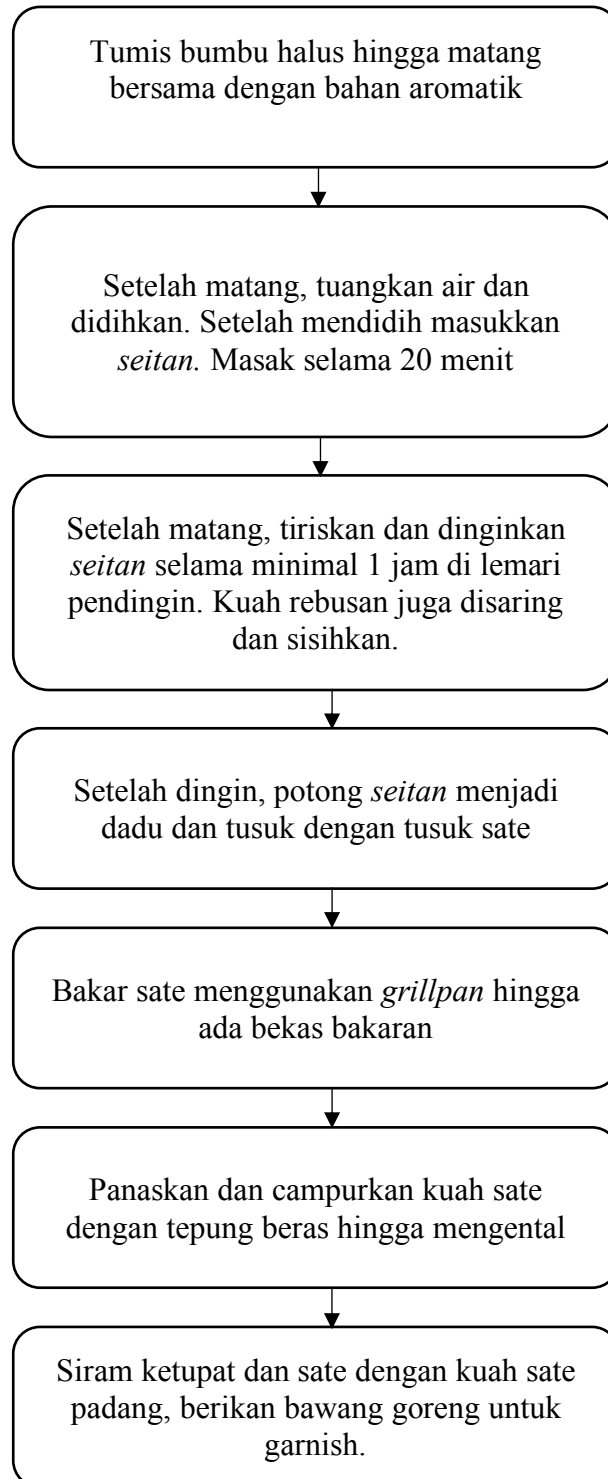 Tumis bumbu halus hingga matang
bersama dengan bahan aromatik
Setelah matang, tuangkan air dan
didihkan. Setelah mendidih masukkan
seitan. Masak selama 20 menit
Setelah matang, tiriskan dan dinginkan
seitan selama minimal 1 jam di lemari
pendingin. Kuah rebusan juga disaring
dan sisihkan.
Setelah dingin, potong seitan menjadi
dadu dan tusuk dengan tusuk sate
Bakar sate menggunakan grillpan hingga
ada bekas bakaran
Panaskan dan campurkan kuah sate
dengan tepung beras hingga mengental
Siram ketupat dan sate dengan kuah sate
padang, berikan bawang goreng untuk
garnish.